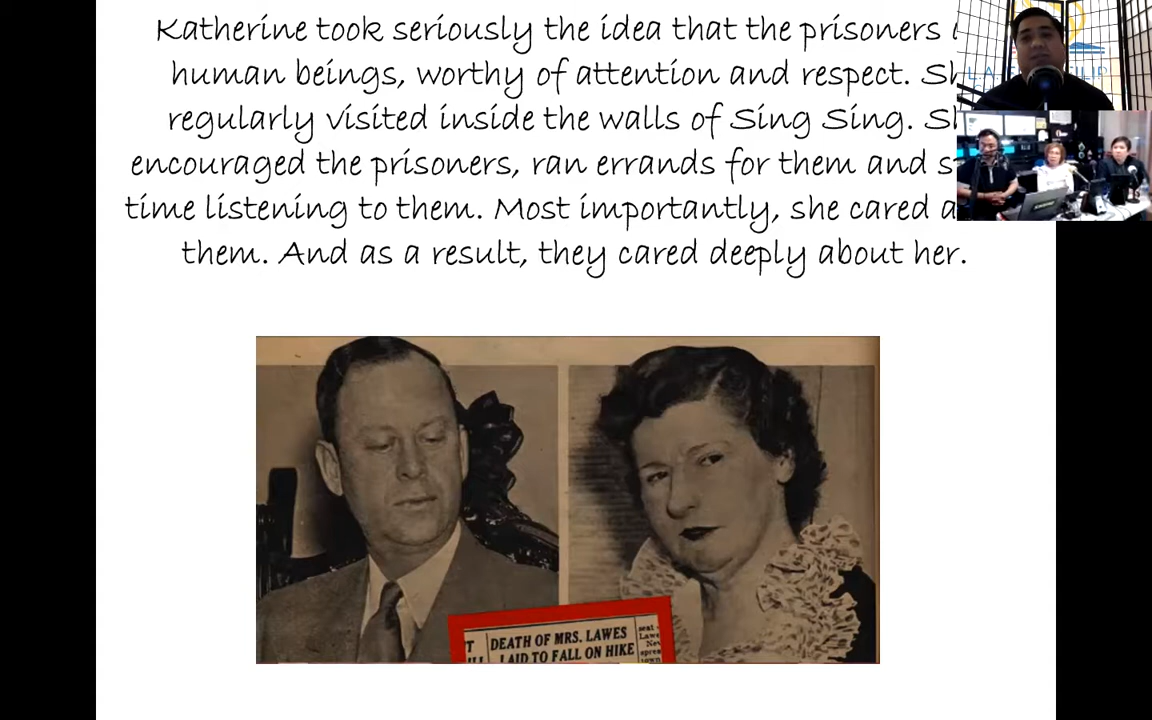 Katherine took seriously the idea that the prisoners
human beings, worthy of attention and respect.
regularly visited inside the walls of Sing Sing.
encouraged the prisoners, ran errands for them and
time listening to them. Most importantly, she cared
them. And as a result, they cared deeply about her.
DEATH OF MRS. LAWES
LAID TO FALL ON HIKE